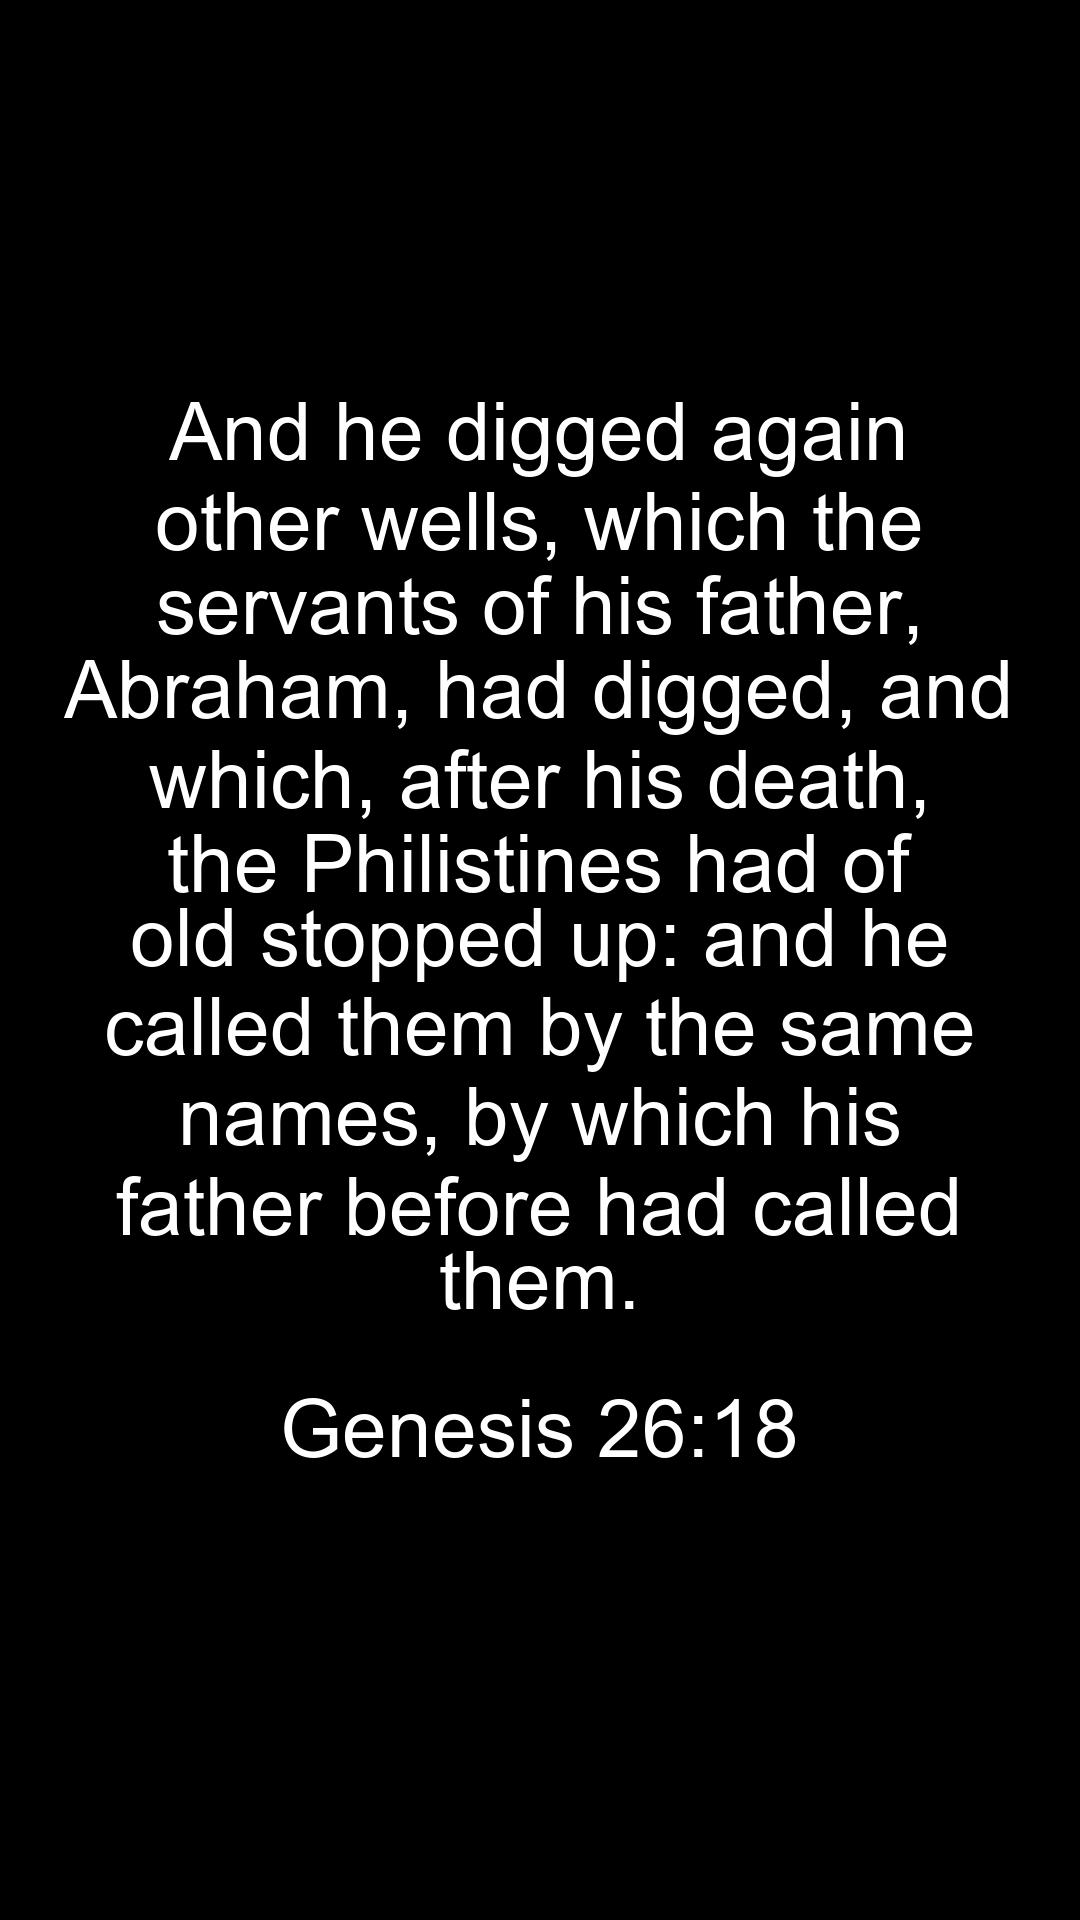 And he digged again
other wells, which the
servants of his father,
Abraham, had digged, and
which, after his death,
the Philistines had of
old stopped up: and he
called them by the same
names, by which his
father before had called
them.
Genesis 26:18